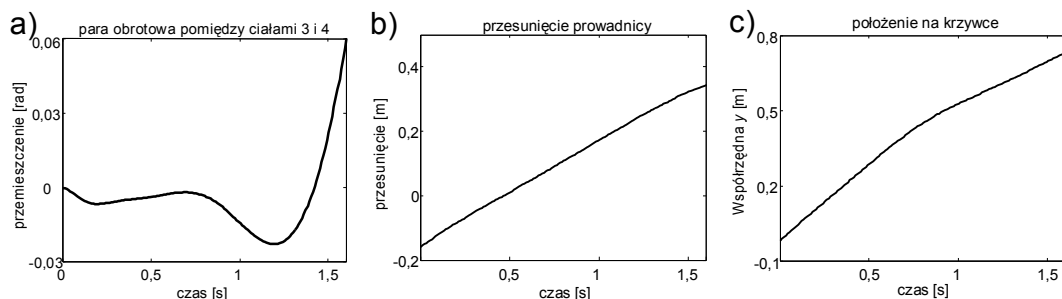 a) para obrotowa pomiędzy ciałami 3 i 4
przemieszczenie [rad]
0,06
0,03
0
-0,03
0
0,5
1
1,5
czas [s]
b) przesunięcie prowadnicy
przesunięcie [m]
0,4
0,2
0
-0,2
0,5
1
1,5
czas [s]
c) położenie na krzywce
Współrzędna y [m]
0,8
0,5
0,2
-0,1
0,5
1
1,5
czas [s]